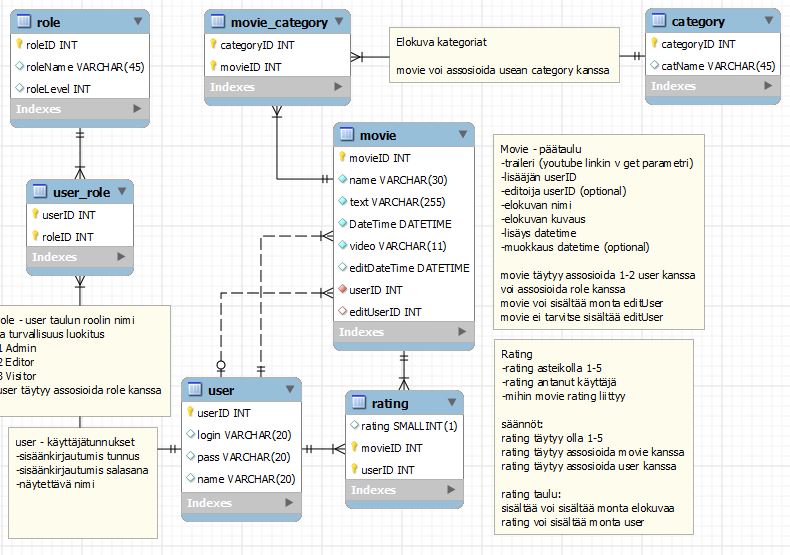 role
roleID INT
roleName VARCHAR(45)
roleLevel INT
Indexes
movie_category
categoryID INT
movieID INT
Indexes
Elokuva kategoriat
movie voi assosioida usean category kanssa
category
categoryID INT
catName VARCHAR(45)
Indexes
user_role
userID INT
roleID INT
Indexes
movie
movieID INT
name VARCHAR(30)
text VARCHAR(255)
DateTime DATETIME
video VARCHAR(11)
editDateTime DATETIME
userID INT
editUserID INT
Indexes
Movie - päätaulu
-traileri (youtube linkin v get parametri)
-lisääjän userID
-editoija userID (optional)
-elokuvan nimi
-elokuvan kuvaus
-lisäys datetime
-muokkaus datetime (optional)
movie täytyy assosioida 1-2 user kanssa
voi assosioida role kanssa
movie voi sisältää monta editUser
movie ei tarvitse sisältää editUser
ole - user taulun roolin nimi
a turvallisuus luokitus
1 Admin
2 Editor
3 Visitor
user täytyy assosioida role kanssa
user - käyttäjätunnukset
-sisäänkirjautumis tunnus
-sisäänkirjautumis salasana
-näytettävä nimi
user
userID INT
login VARCHAR(20)
pass VARCHAR(20)
name VARCHAR(20)
Indexes
rating
rating SMALLINT(1)
movieID INT
userID INT
Indexes
Rating
-rating asteikolla 1-5
-rating antanut käyttäjä
-mihin movie rating liittyy
säännöt:
rating täytyy olla 1-5
rating täytyy assosioida movie kanssa
rating täytyy assosioida user kanssa
rating taulu:
sisältää voi sisältää monta elokuvaa
rating voi sisältää monta user